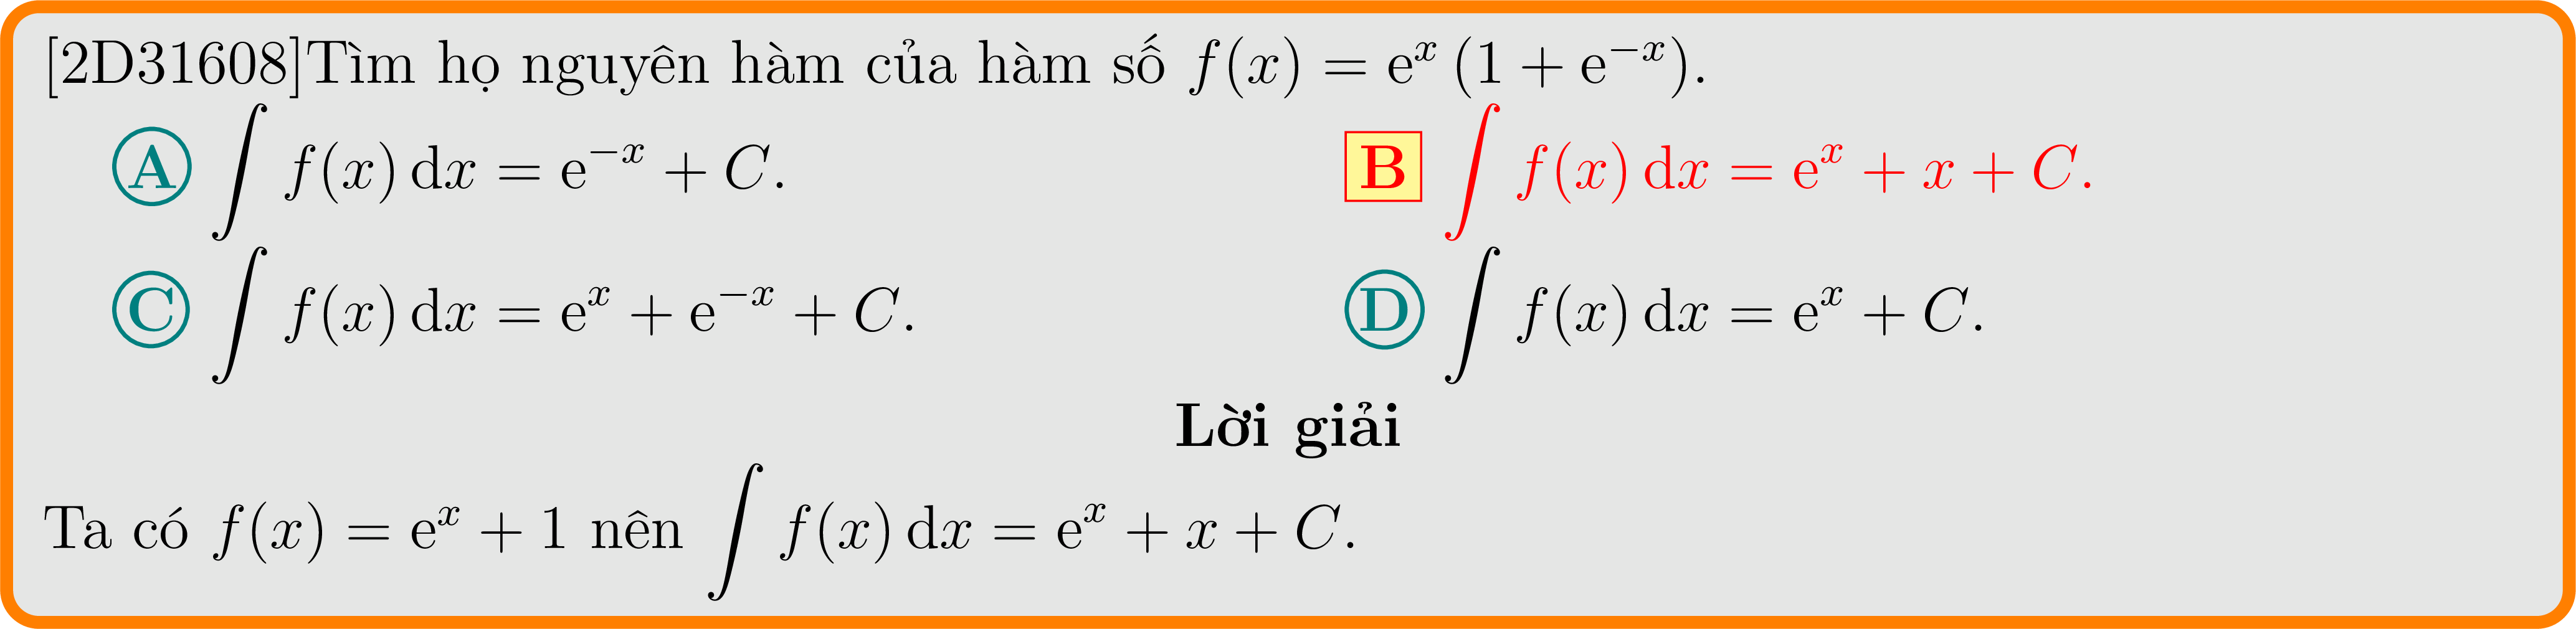 [2D31608]Tìm họ nguyên hàm của hàm số $f(x) = \mathrm{e}^x \left(1 + \mathrm{e}^{-x}\right)$.
A $\int f(x)\,\mathrm{d}x = \mathrm{e}^{-x} + C$. B $\int f(x)\,\mathrm{d}x = \mathrm{e}^x + x + C$.
C $\int f(x)\,\mathrm{d}x = \mathrm{e}^x + \mathrm{e}^{-x} + C$. D $\int f(x)\,\mathrm{d}x = \mathrm{e}^x + C$.
Lời giải
Ta có $f(x) = \mathrm{e}^x + 1$ nên $\int f(x)\,\mathrm{d}x = \mathrm{e}^x + x + C$.